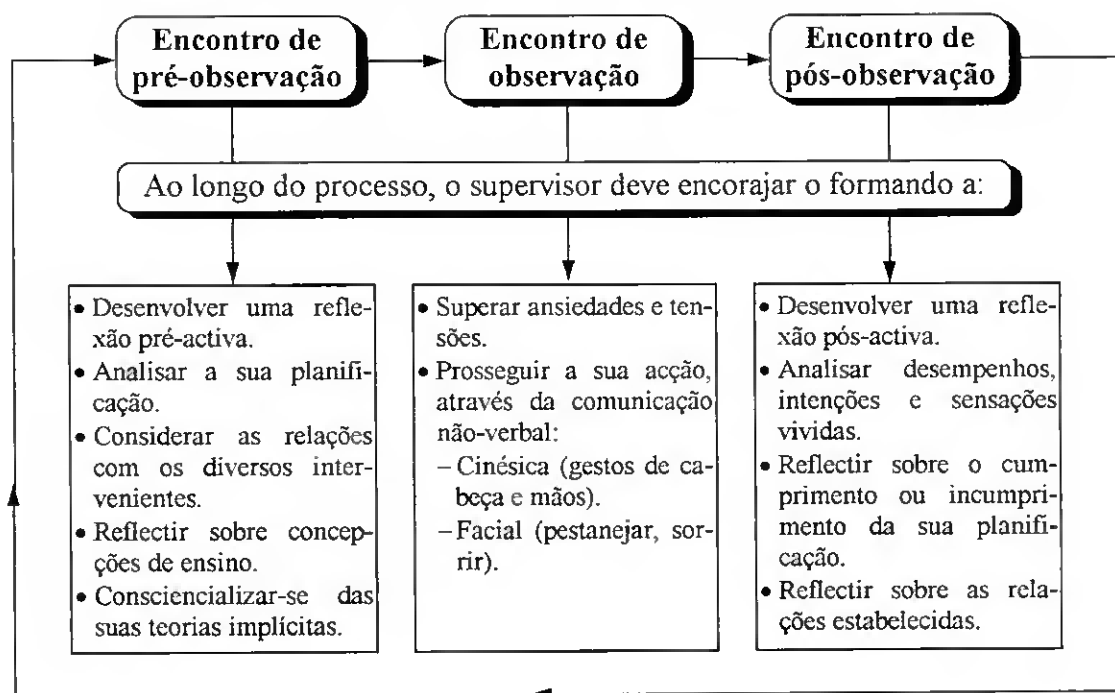 Encontro de
pré-observação
Encontro de
observação
Encontro de
pós-observação
Ao longo do processo, o supervisor deve encorajar o formando a:
• Desenvolver uma refle-
xão pré-activa.
• Analisar a sua planifi-
cação.
• Considerar as relações
com os diversos inter-
venientes.
• Reflectir sobre concep-
ções de ensino.
• Consciencializar-se das
suas teorias implícitas.
• Superar ansiedades e ten-
sões.
• Prosseguir a sua acção,
através da comunicação
não-verbal:
– Cinésica (gestos de ca-
beça e mãos).
– Facial (pestanejar, sor-
rir).
• Desenvolver uma refle-
xão pós-activa.
• Analisar desempenhos,
intenções e sensações
vividas.
• Reflectir sobre o cum-
primento ou incumpri-
mento da sua planifi-
cação.
• Reflectir sobre as rela-
ções estabelecidas.